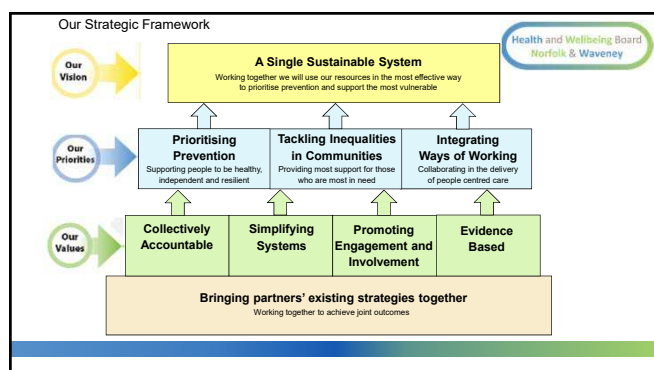 Our Strategic Framework
Health and Wellbeing Board
Norfolk & Waveney
Our
Vision
A Single Sustainable System
Working together we will use our resources in the most effective way
to prioritise prevention and support the most vulnerable
Our
Priorities
Prioritising
Prevention
Supporting people to be healthy,
independent and resilient
Tackling Inequalities
in Communities
Providing most support for those
who are most in need
Integrating
Ways of Working
Collaborating in the delivery
of people centred care
Our
Values
Collectively
Accountable
Simplifying
Systems
Promoting
Engagement and
Involvement
Evidence
Based
Bringing partners' existing strategies together
Working together to achieve joint outcomes